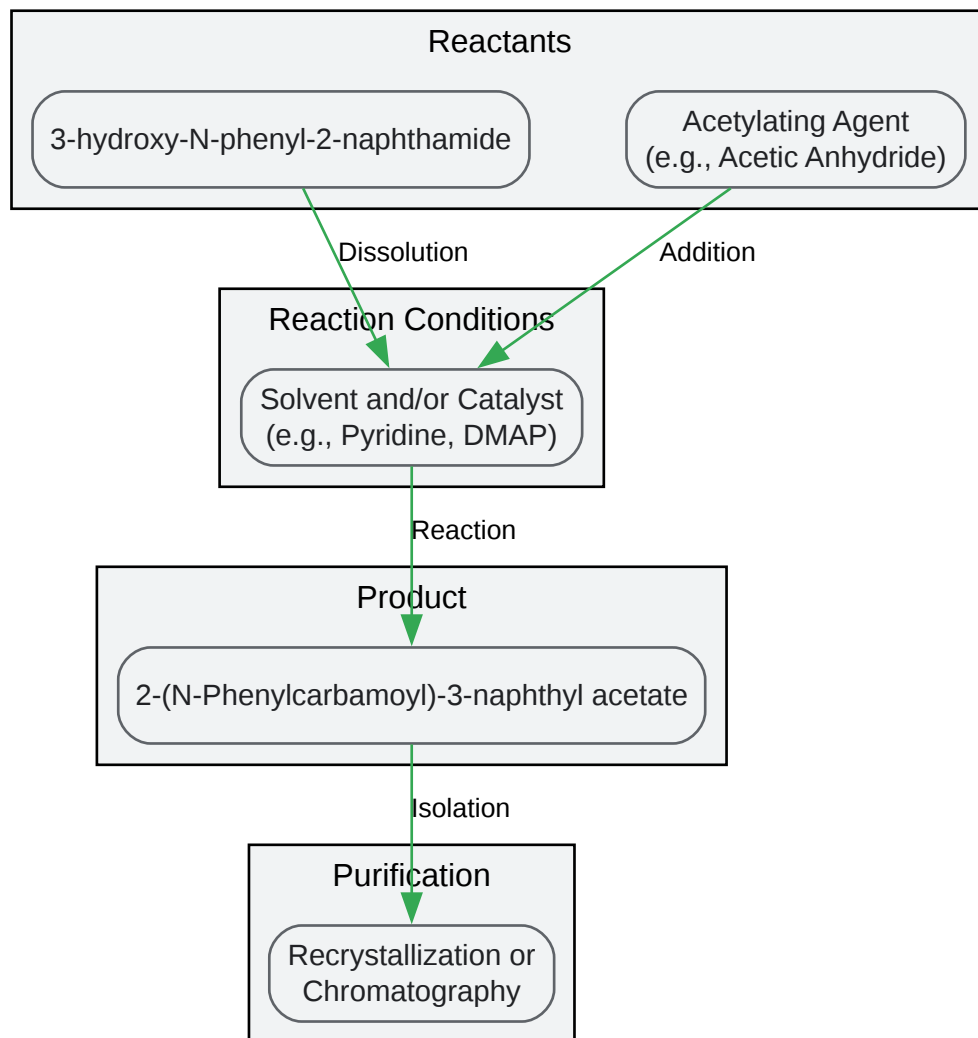 Reactants
3-hydroxy-N-phenyl-2-naphthamide
Acetylating Agent
(e.g., Acetic Anhydride)
Dissolution
Addition
Reaction Conditions
Solvent and/or Catalyst
(e.g., Pyridine, DMAP)
Reaction
Product
2-(N-Phenylcarbamoyl)-3-naphthyl acetate
Isolation
Purification
Recrystallization or
Chromatography